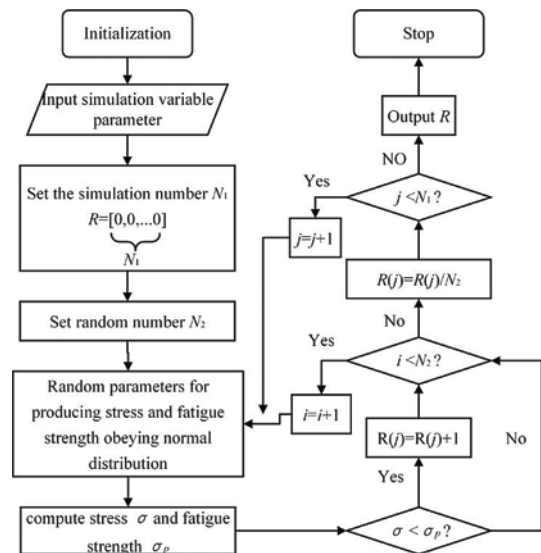 Initialization
Input simulation variable
parameter
Set the simulation number N₁
R=[0,0,...0]
N₁
Set random number N₂
Random parameters for
producing stress and fatigue
strength obeying normal
distribution
compute stress σ and fatigue
strength σₚ
σ < σₚ?
Yes
No
R(j)=R(j)+1
i <N₂?
Yes
i=i+1
No
R(j)=R(j)/N₂
j <N₁?
Yes
j=j+1
NO
Output R
Stop